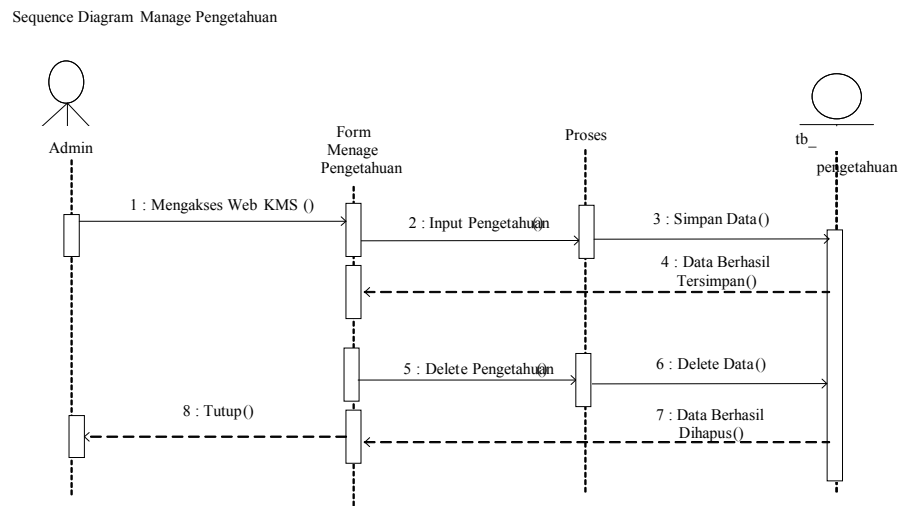 Sequence Diagram Manage Pengetahuan
Admin
Form
Menage
Pengetahuan
Proses
tb_
pengetahuan
1 : Mengakses Web KMS ()
2 : Input Pengetahuan()
3 : Simpan Data()
4 : Data Berhasil
Tersimpan()
5 : Delete Pengetahuan()
6 : Delete Data()
7 : Data Berhasil
Dihapus()
8 : Tutup()